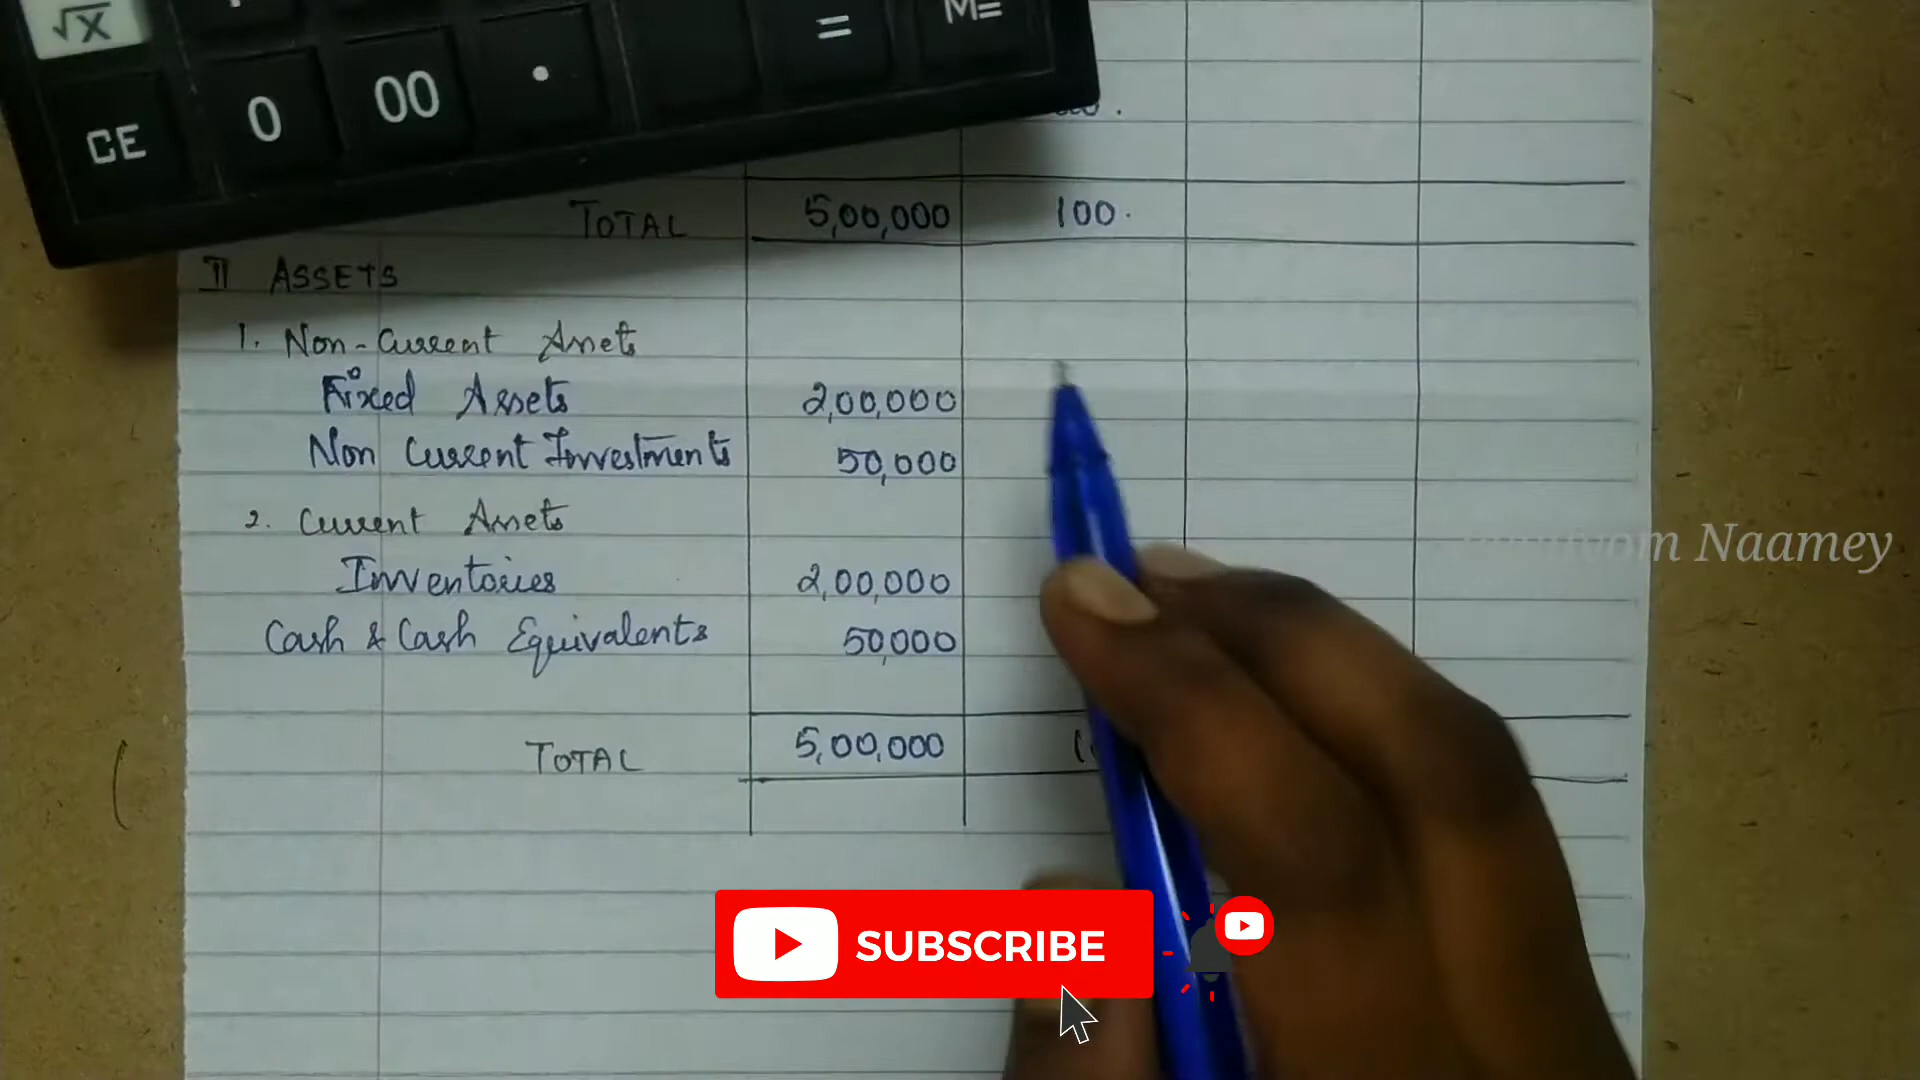 √x
=
M=
CE 0 00 .
TOTAL 5,00,000 100.
II ASSETS
1. Non-Current Assets
Fixed Assets 2,00,000
Non Current Investments 50,000
2. Current Assets
Naamey
Inventories 2,00,000
Cash & Cash Equivalents 50,000
TOTAL 5,00,000
SUBSCRIBE